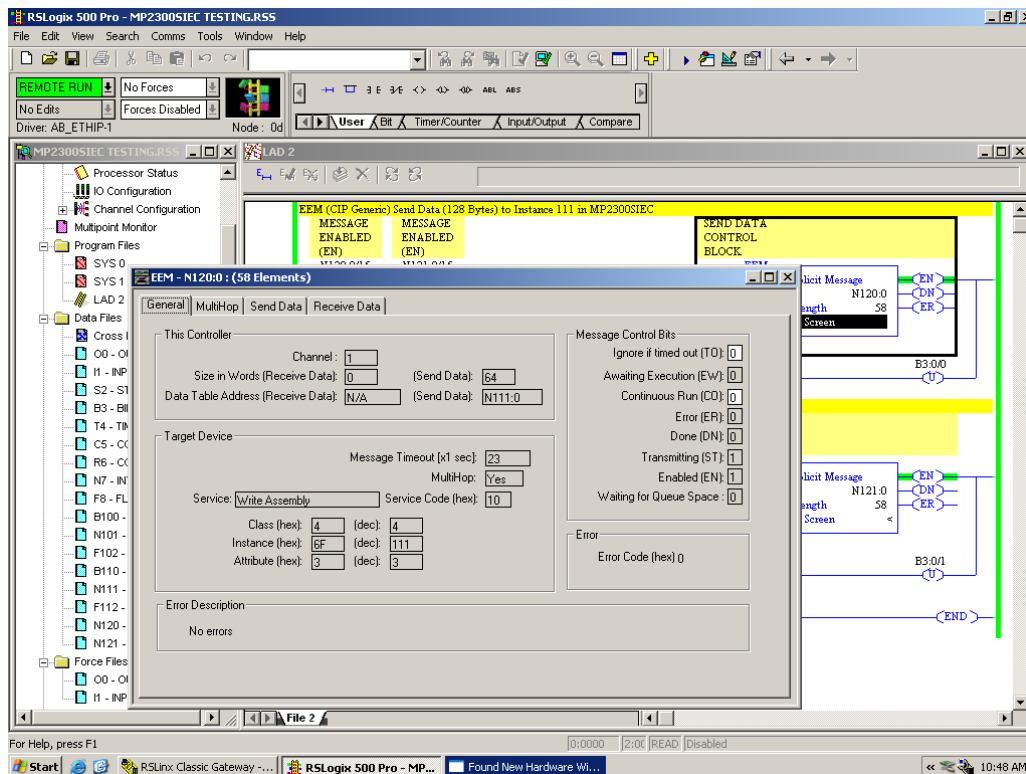 RSLogix 500 Pro - MP2300SIEC TESTING.RSS
File Edit View Search Comms Tools Window Help
REMOTE RUN No Forces
No Edits Forces Disabled
Driver: AB_ETHIP-1 Node : 0d
ABL ABS
User Bit Timer/Counter Input/Output Compare
MP2300SIEC TESTING.RSS
Processor Status
IO Configuration
Channel Configuration
Multipoint Monitor
Program Files
SYS 0
SYS 1
LAD 2
Data Files
Cross
O0 - O
I1 - INP
S2 - ST
B3 - BI
T4 - TI
C5 - CO
R6 - CO
N7 - IN
F8 - FL
B100 -
N101 -
F102 -
B110 -
N111 -
F112 -
N120 -
N121 -
Force Files
O0 - O
I1 - INP
LAD 2
EEM (CIP Generic) Send Data (128 Bytes) to Instance 111 in MP2300SIEC
MESSAGE MESSAGE SEND DATA
ENABLED ENABLED CONTROL
(EN) (EN) BLOCK
N120:0/15 N121:0/15 EEM
plicit Message EN
N120:0 DN
ength 58 ER
Screen
B3:0/0
U
plicit Message EN
N121:0 DN
ength 58 ER
Screen <
B3:0/1
U
END
File 2
EEM - N120:0 : (58 Elements)
General MultiHop Send Data Receive Data
This Controller
Channel : 1
Size in Words (Receive Data): 0 (Send Data): 64
Data Table Address (Receive Data): N/A (Send Data): N111:0
Target Device
Message Timeout [x1 sec]: 23
MultiHop: Yes
Service: Write Assembly Service Code (hex): 10
Class (hex): 4 (dec): 4
Instance (hex): 6F (dec): 111
Attribute (hex): 3 (dec): 3
Message Control Bits
Ignore if timed out (TO): 0
Awaiting Execution (EW): 0
Continuous Run (CO): 0
Error (ER): 0
Done (DN): 0
Transmitting (ST): 1
Enabled (EN): 1
Waiting for Queue Space : 0
Error
Error Code (hex) 0
Error Description
No errors
For Help, press F1
0:0000 2:00 READ Disabled
Start RSLinx Classic Gateway -... RSLogix 500 Pro - MP... Found New Hardware Wi... 10:48 AM